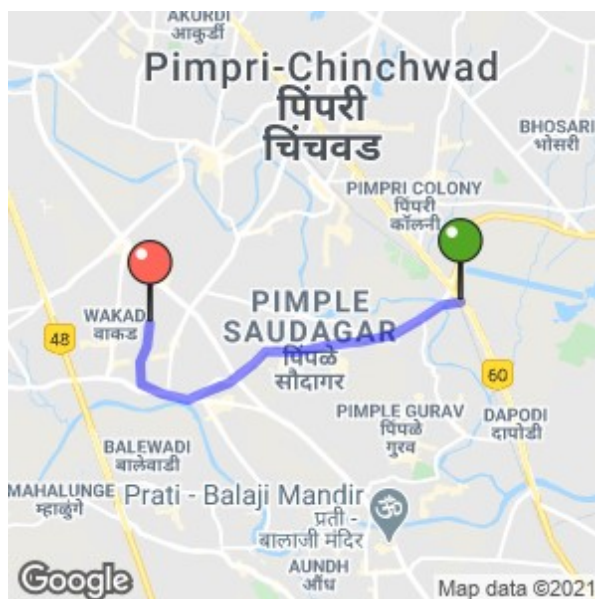 AKURDI
आकुर्डी
Pimpri-Chinchwad
पिंपरी
चिंचवड
BHOSARI
भोसरी
PIMPRI COLONY
पिंपरी
कॉलनी
WAKAD
वाकड
PIMPLE
SAUDAGAR
पिंपळे
सौदागर
48
60
PIMPLE GURAV
पिंपळे
गुरव
DAPODI
दापोडी
BALEWADI
बालेवाडी
MAHALUNGE
म्हाळुंगे
Prati - Balaji Mandir
प्रती -
बालाजी मंदिर
AUNDH
औंध
Google
Map data ©2021